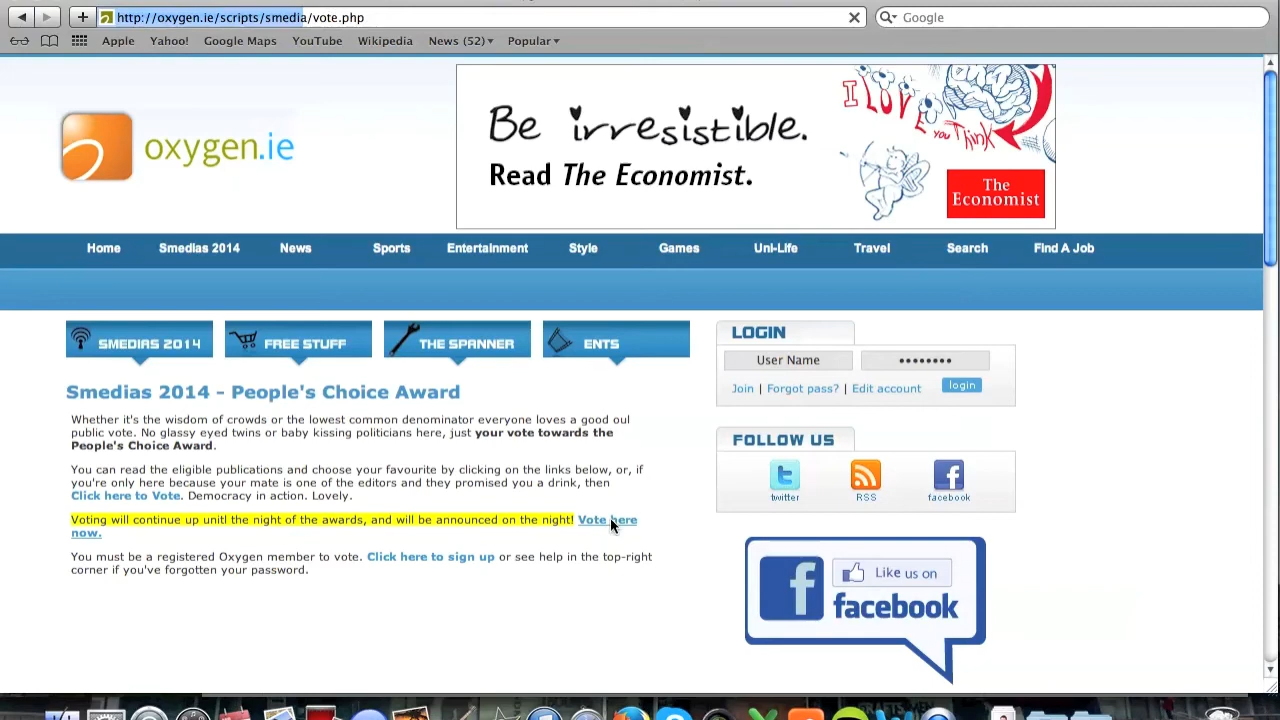 http://oxygen.ie/scripts/smedia/vote.php
Google
Apple Yahoo! Google Maps YouTube Wikipedia News (52) Popular
Be irresistible.
Read The Economist.
I LOVE
YOU Think
The
Economist
oxygen.ie
Home Smedias 2014 News Sports Entertainment Style Games Uni-Life Travel Search Find A Job
SMEDIAS 2014 FREE STUFF THE SPANNER ENTS
Smedias 2014 - People's Choice Award
Whether it's the wisdom of crowds or the lowest common denominator everyone loves a good oul
public vote. No glassy eyed twins or baby kissing politicians here, just your vote towards the
People's Choice Award.
You can read the eligible publications and choose your favourite by clicking on the links below, or, if
you're only here because your mate is one of the editors and they promised you a drink, then
Click here to Vote. Democracy in action. Lovely.
Voting will continue up unitl the night of the awards, and will be announced on the night! Vote here
now.
You must be a registered Oxygen member to vote. Click here to sign up or see help in the top-right
corner if you've forgotten your password.
LOGIN
User Name ••••••••
Join | Forgot pass? | Edit account login
FOLLOW US
twitter RSS facebook
Like us on
facebook